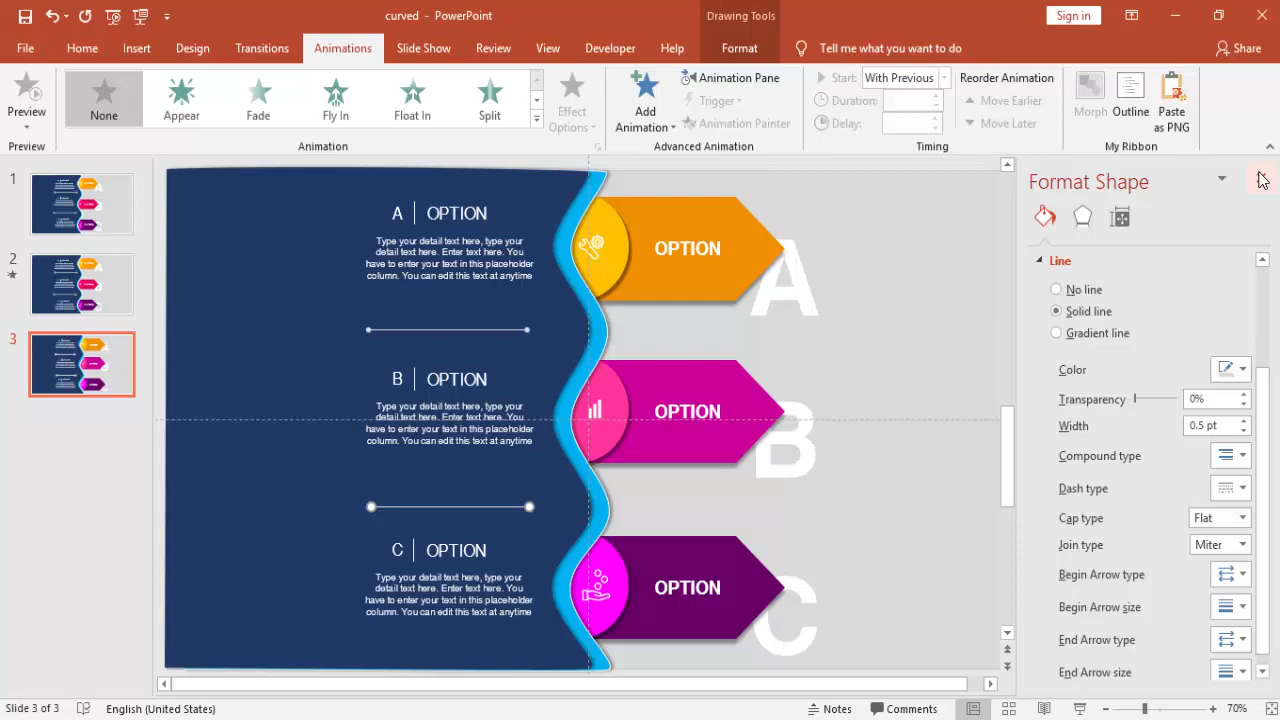 curved - PowerPoint
Drawing Tools
Sign in
File
Home
Insert
Design
Transitions
Animations
Slide Show
Review
View
Developer
Help
Format
Tell me what you want to do
Share
Preview
None
Appear
Fade
Fly In
Float In
Split
Effect
Options
Add
Animation
Animation Pane
Trigger
Animation Painter
Start:
With Previous
Duration:
Delay:
Reorder Animation
Move Earlier
Move Later
Morph
Outline
Paste
as PNG
Preview
Animation
Advanced Animation
Timing
My Ribbon
1
2
3
A
OPTION
Type your detail text here, type your
detail text here. Enter text here. You
have to enter your text in this placeholder
column. You can edit this text at anytime
OPTION
A
B
OPTION
Type your detail text here, type your
detail text here. Enter text here. You
have to enter your text in this placeholder
column. You can edit this text at anytime
OPTION
B
C
OPTION
Type your detail text here, type your
detail text here. Enter text here. You
have to enter your text in this placeholder
column. You can edit this text at anytime
OPTION
C
Format Shape
Line
No line
Solid line
Gradient line
Color
Transparency
0%
Width
0.5 pt
Compound type
Dash type
Cap type
Flat
Join type
Miter
Begin Arrow type
Begin Arrow size
End Arrow type
End Arrow size
Slide 3 of 3
English (United States)
Notes
Comments
70%